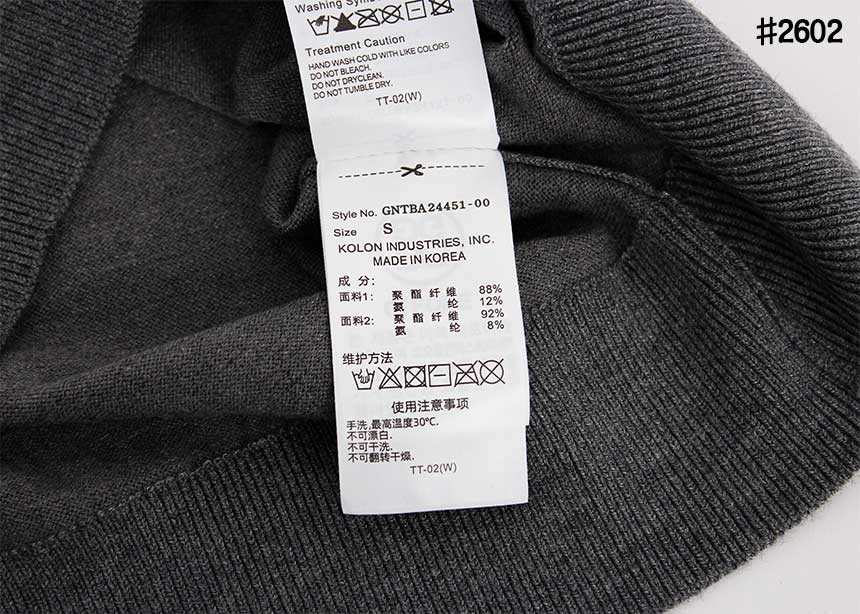 Washing Sym
#2602
Treatment Caution
HAND WASH COLD WITH LIKE COLORS
DO NOT BLEACH.
DO NOT DRYCLEAN.
DO NOT TUMBLE DRY.
TT-02(W)
Style No. GNTBA24451-00
Size S
KOLON INDUSTRIES, INC.
MADE IN KOREA
成 分:
面料1: 聚 酯 纤 维 88%
氨 纶 12%
面料2: 聚 酯 纤 维 92%
氨 纶 8%
维护方法
使用注意事项
手洗,最高温度30℃.
不可漂白.
不可干洗.
不可翻转干燥.
TT-02(W)